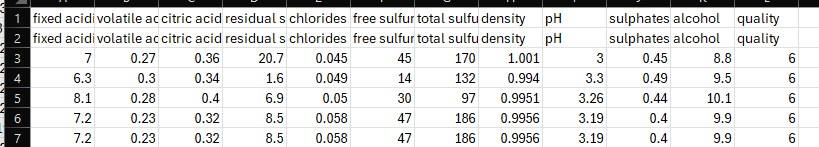 1 fixed acidi volatile ac citric acid residual s chlorides free sulfur total sulfu density pH sulphates alcohol quality
2 fixed acidi volatile ac citric acid residual s chlorides free sulfur total sulfu density pH sulphates alcohol quality
3 7 0.27 0.36 20.7 0.045 45 170 1.001 3 0.45 8.8 6
4 6.3 0.3 0.34 1.6 0.049 14 132 0.994 3.3 0.49 9.5 6
5 8.1 0.28 0.4 6.9 0.05 30 97 0.9951 3.26 0.44 10.1 6
6 7.2 0.23 0.32 8.5 0.058 47 186 0.9956 3.19 0.4 9.9 6
7 7.2 0.23 0.32 8.5 0.058 47 186 0.9956 3.19 0.4 9.9 6